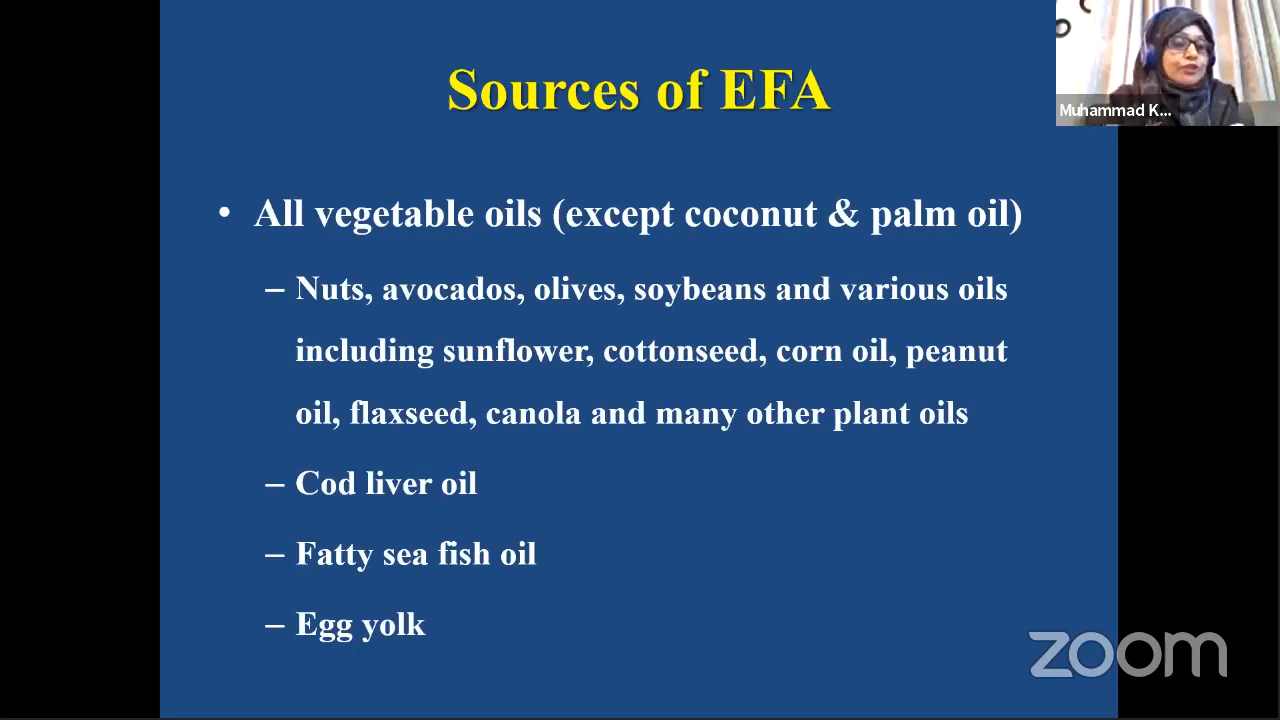 Sources of EFA
Muhammad K...
• All vegetable oils (except coconut & palm oil)
– Nuts, avocados, olives, soybeans and various oils
including sunflower, cottonseed, corn oil, peanut
oil, flaxseed, canola and many other plant oils
– Cod liver oil
– Fatty sea fish oil
– Egg yolk
zoom